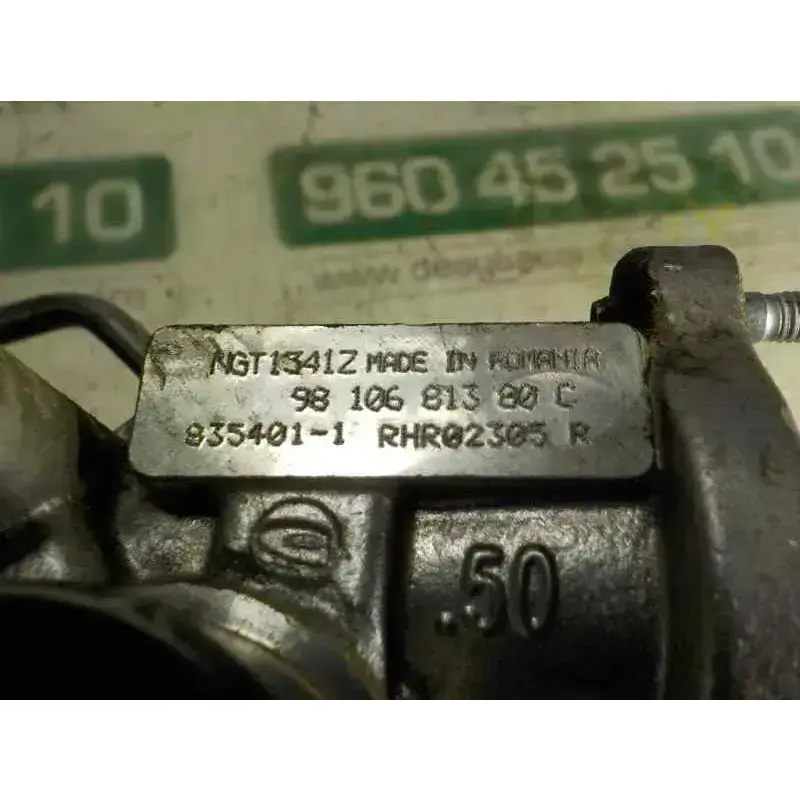 10
960 45 25 10
NGT1341Z MADE IN ROMANIA
98 106 813 80 C
835401-1 RHR02305 R
.50